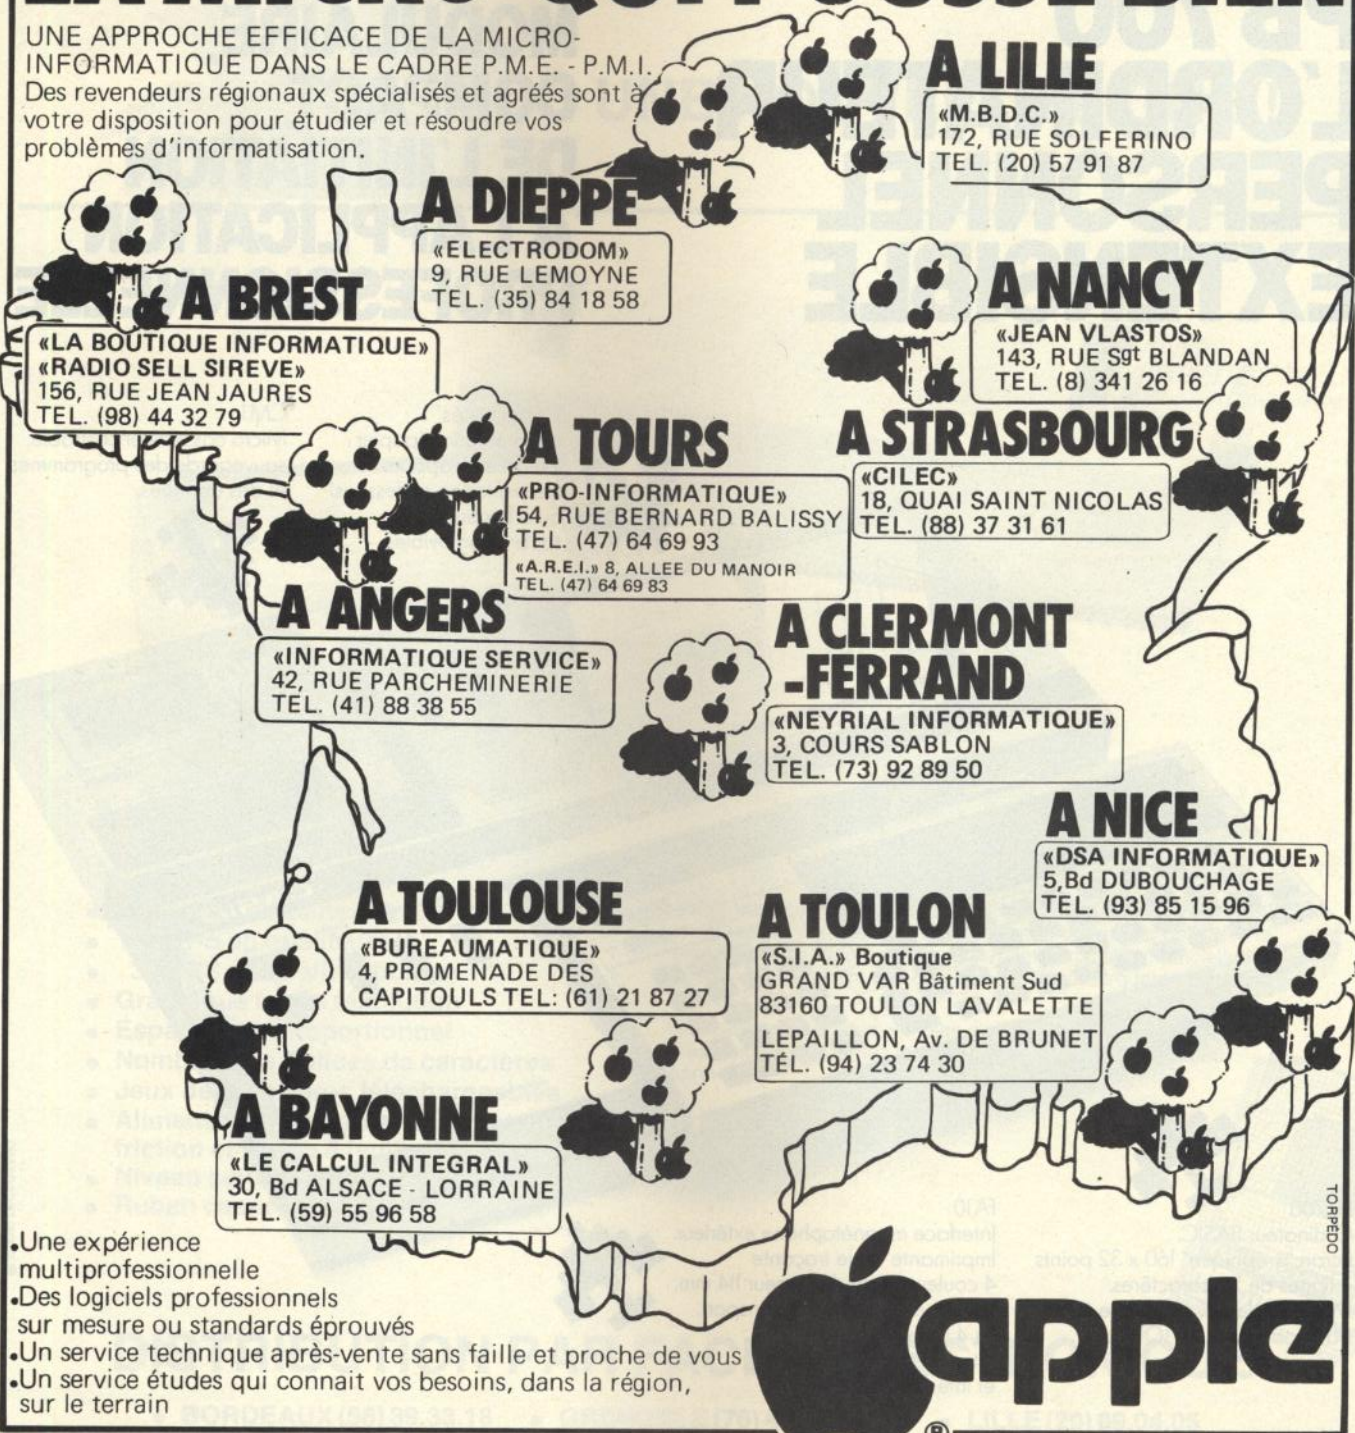 LA MICRO QUI POUSSE BIEN
UNE APPROCHE EFFICACE DE LA MICRO-
INFORMATIQUE DANS LE CADRE P.M.E. - P.M.I.
Des revendeurs régionaux spécialisés et agréés sont à
votre disposition pour étudier et résoudre vos
problèmes d'informatisation.
A LILLE
«M.B.D.C.»
172, RUE SOLFERINO
TEL. (20) 57 91 87
A DIEPPE
«ELECTRODOM»
9, RUE LEMOYNE
TEL. (35) 84 18 58
A BREST
«LA BOUTIQUE INFORMATIQUE»
«RADIO SELL SIREVE»
156, RUE JEAN JAURES
TEL. (98) 44 32 79
A NANCY
«JEAN VLASTOS»
143, RUE Sgt BLANDAN
TEL. (8) 341 26 16
A TOURS
«PRO-INFORMATIQUE»
54, RUE BERNARD BALISSY
TEL. (47) 64 69 93
«A.R.E.I.» 8, ALLEE DU MANOIR
TEL. (47) 64 69 83
A STRASBOURG
«CILEC»
18, QUAI SAINT NICOLAS
TEL. (88) 37 31 61
A ANGERS
«INFORMATIQUE SERVICE»
42, RUE PARCHEMINERIE
TEL. (41) 88 38 55
A CLERMONT
-FERRAND
«NEYRIAL INFORMATIQUE»
3, COURS SABLON
TEL. (73) 92 89 50
A NICE
«DSA INFORMATIQUE»
5,Bd DUBOUCHAGE
TEL. (93) 85 15 96
A TOULOUSE
«BUREAUMATIQUE»
4, PROMENADE DES
CAPITOULS TEL: (61) 21 87 27
A TOULON
«S.I.A.» Boutique
GRAND VAR Bâtiment Sud
83160 TOULON LAVALETTE
LEPAILLON, Av. DE BRUNET
TÉL. (94) 23 74 30
A BAYONNE
«LE CALCUL INTEGRAL»
30, Bd ALSACE - LORRAINE
TEL. (59) 55 96 58
TORPÉDO
.Une expérience
multiprofessionnelle
.Des logiciels professionnels
sur mesure ou standards éprouvés
.Un service technique après-vente sans faille et proche de vous
.Un service études qui connait vos besoins, dans la région,
sur le terrain
apple
®